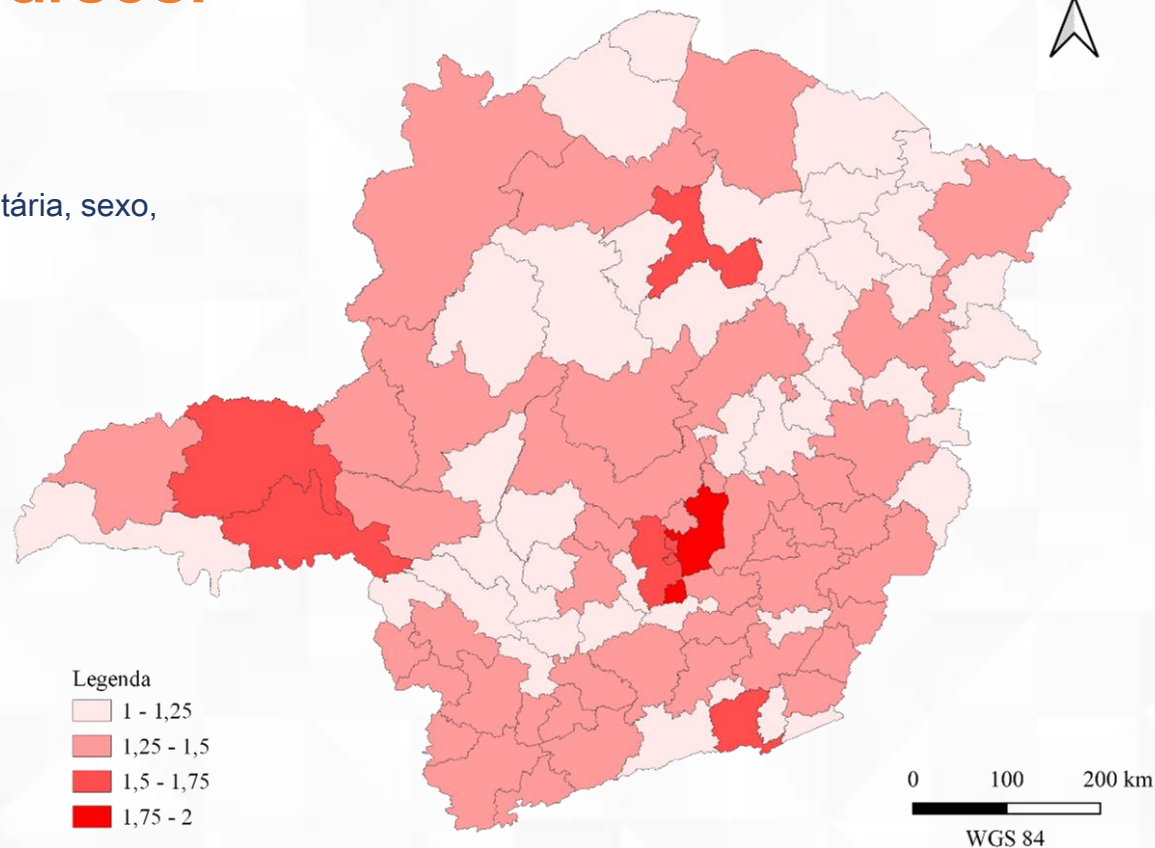 tária, sexo,
Legenda
1 - 1,25
1,25 - 1,5
1,5 - 1,75
1,75 - 2
0 100 200 km
WGS 84